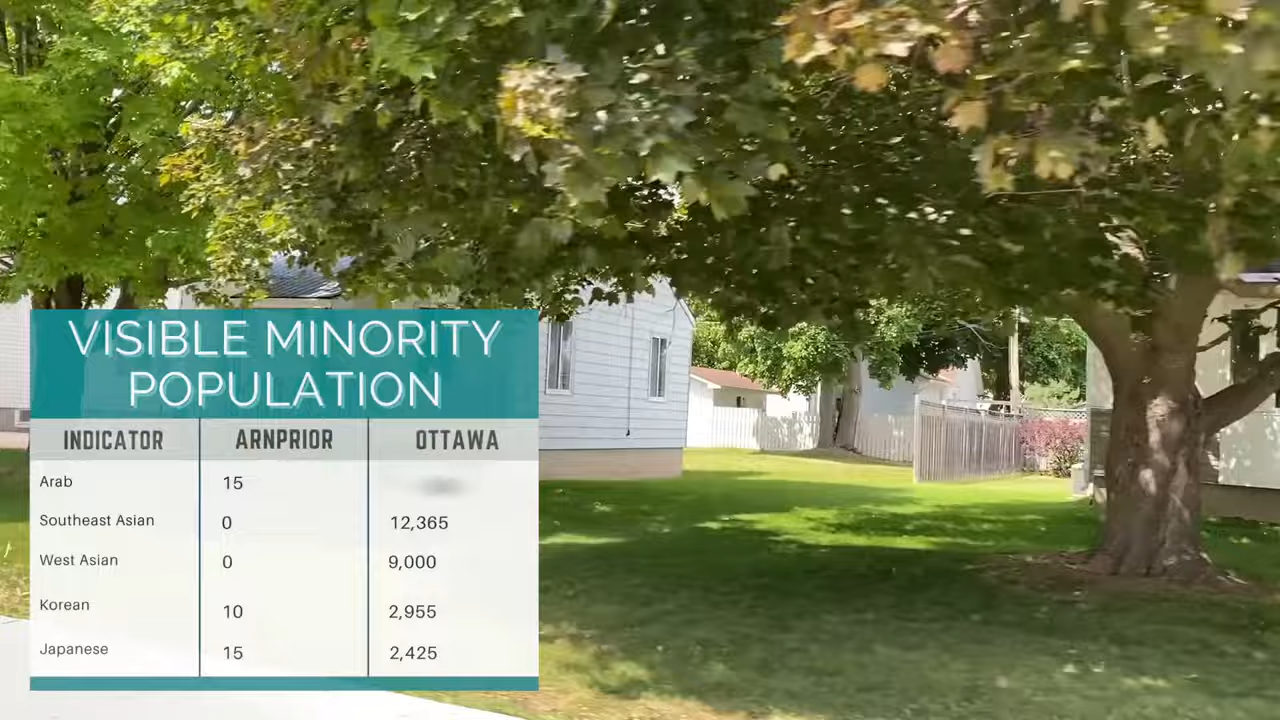 VISIBLE MINORITY
POPULATION
INDICATOR ARNPRIOR OTTAWA
Arab 15
Southeast Asian 0 12,365
West Asian 0 9,000
Korean 10 2,955
Japanese 15 2,425